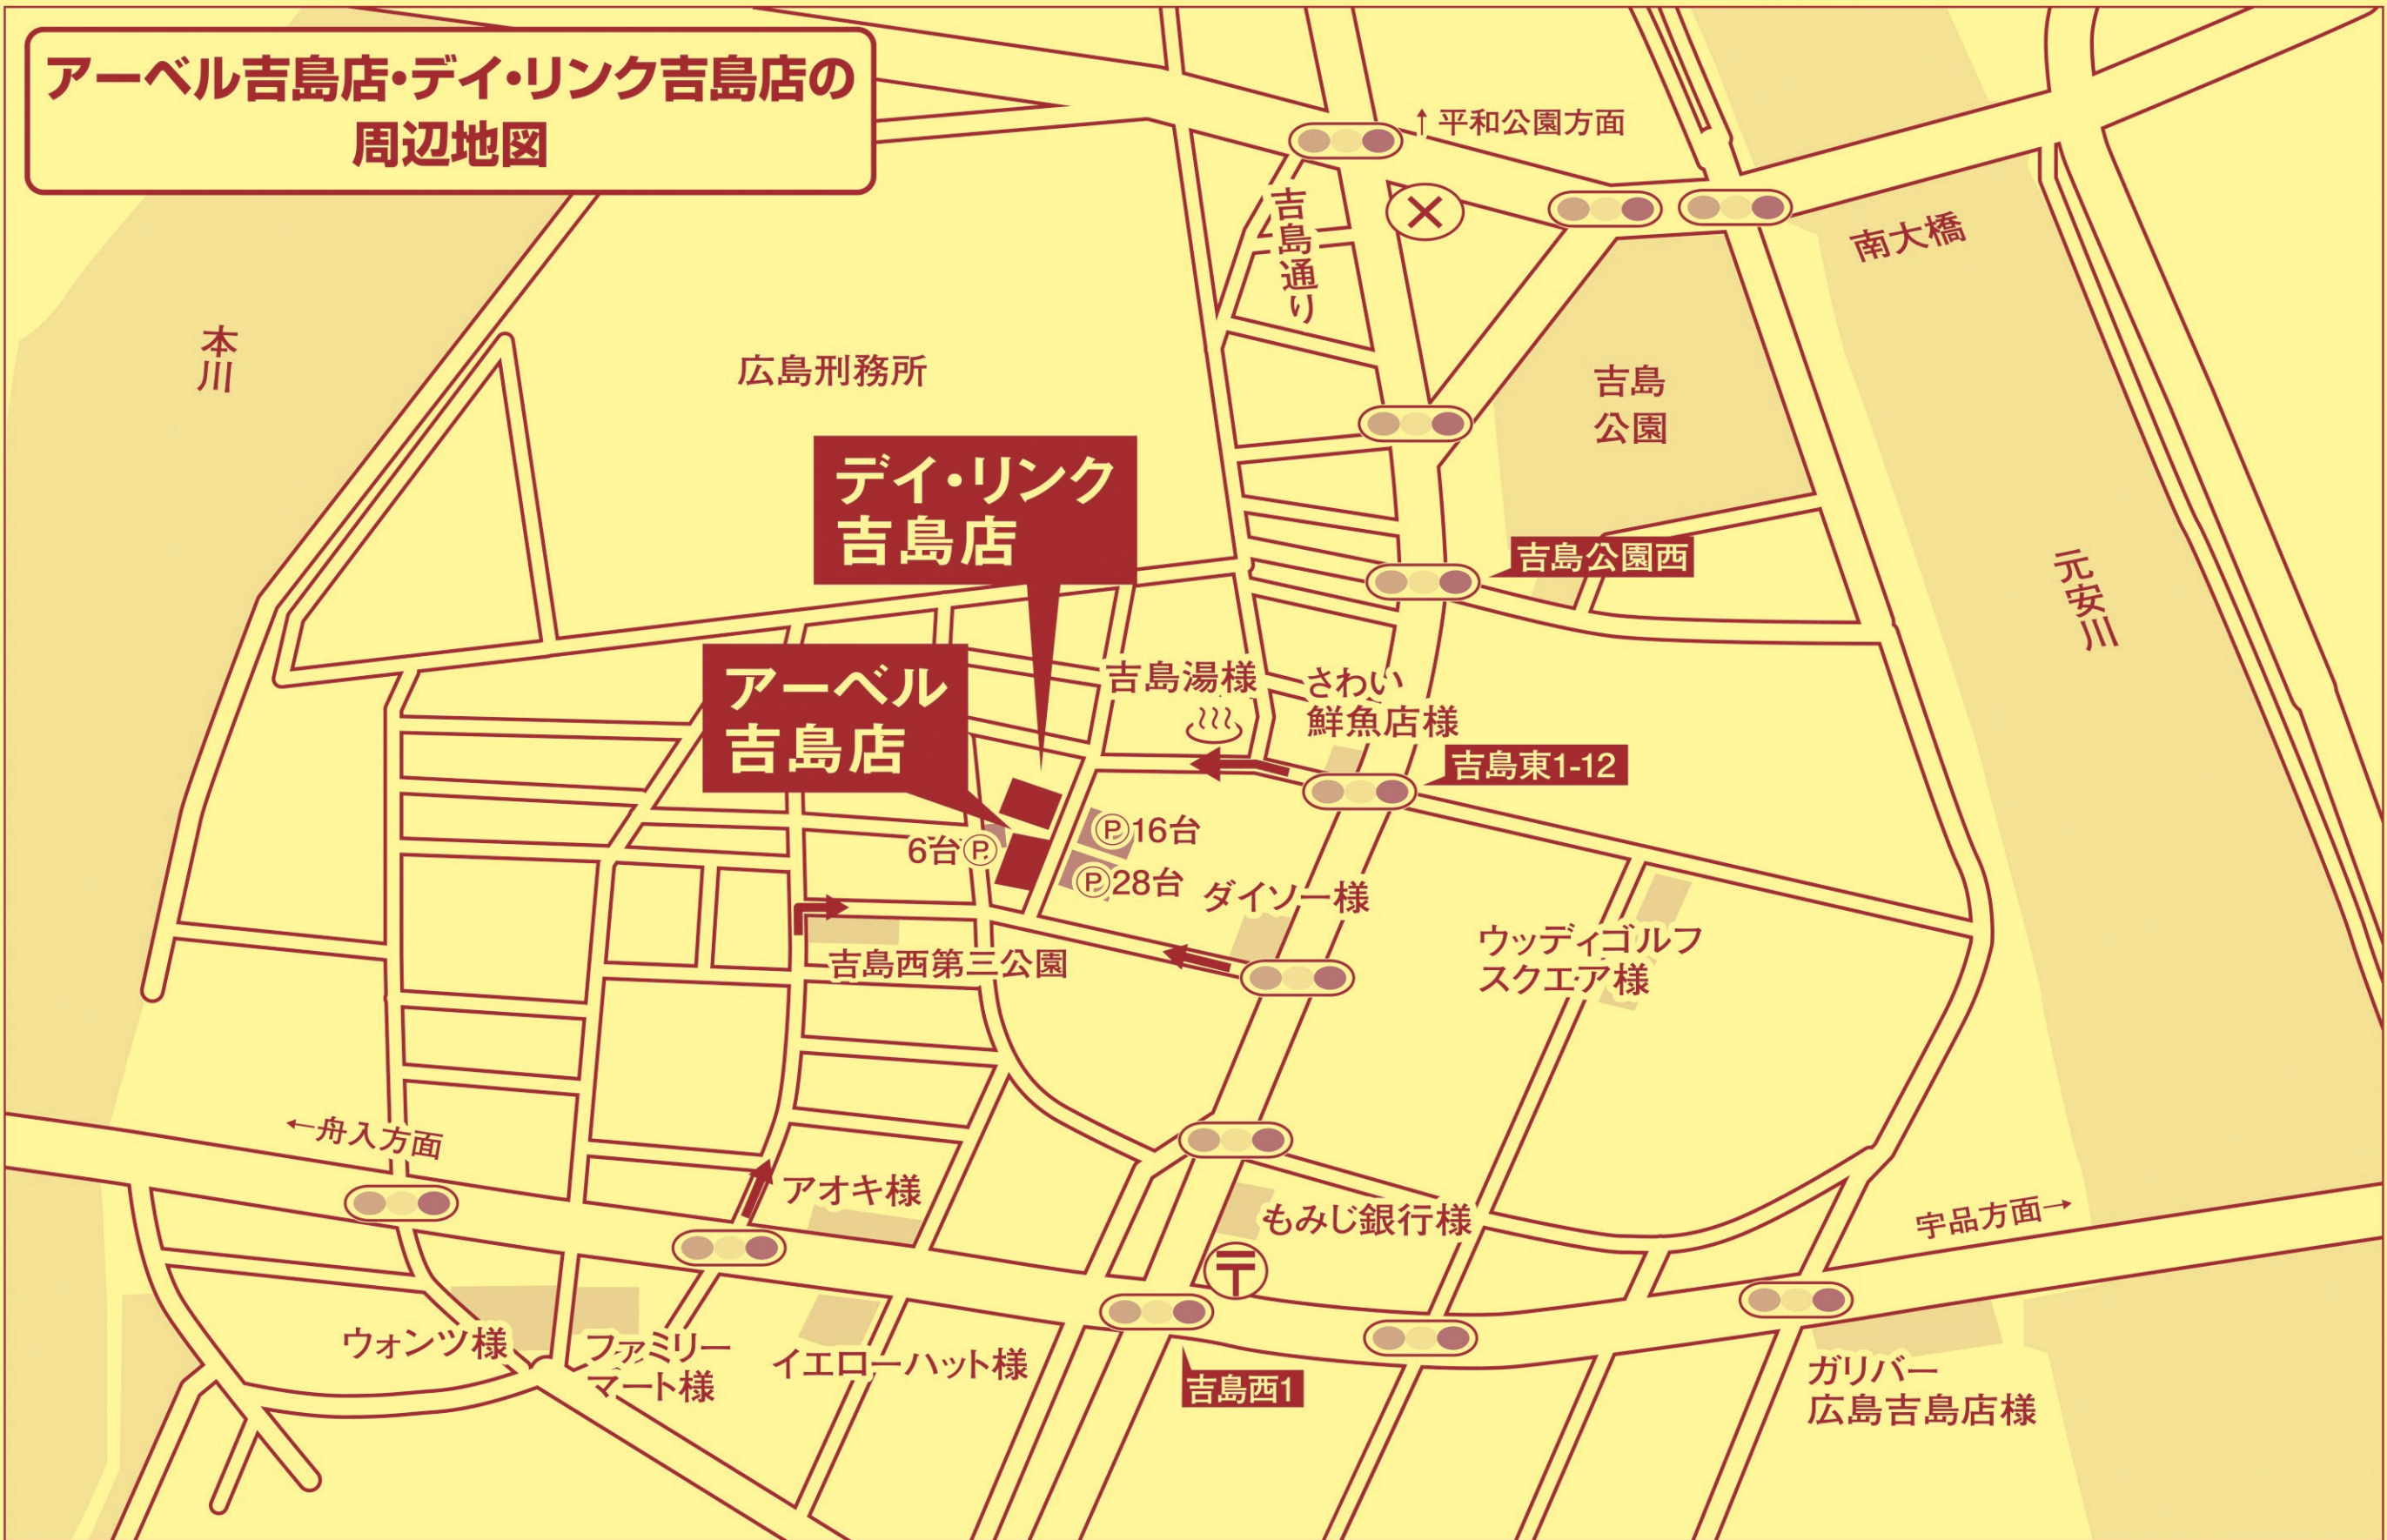 アーベル吉島店・デイ・リンク吉島店の
周辺地図
↑平和公園方面
吉島通り
南大橋
本川
広島刑務所
吉島
公園
デイ・リンク
吉島店
吉島公園西
元安川
アーベル
吉島店
吉島湯様
さわい
鮮魚店様
吉島東1-12
Ⓟ16台
6台Ⓟ
Ⓟ28台
ダイソー様
ウッディゴルフ
スクエア様
吉島西第三公園
←舟入方面
アオキ様
もみじ銀行様
〒
宇品方面→
ウォンツ様
ファミリー
マート様
イエローハット様
吉島西1
ガリバー
広島吉島店様